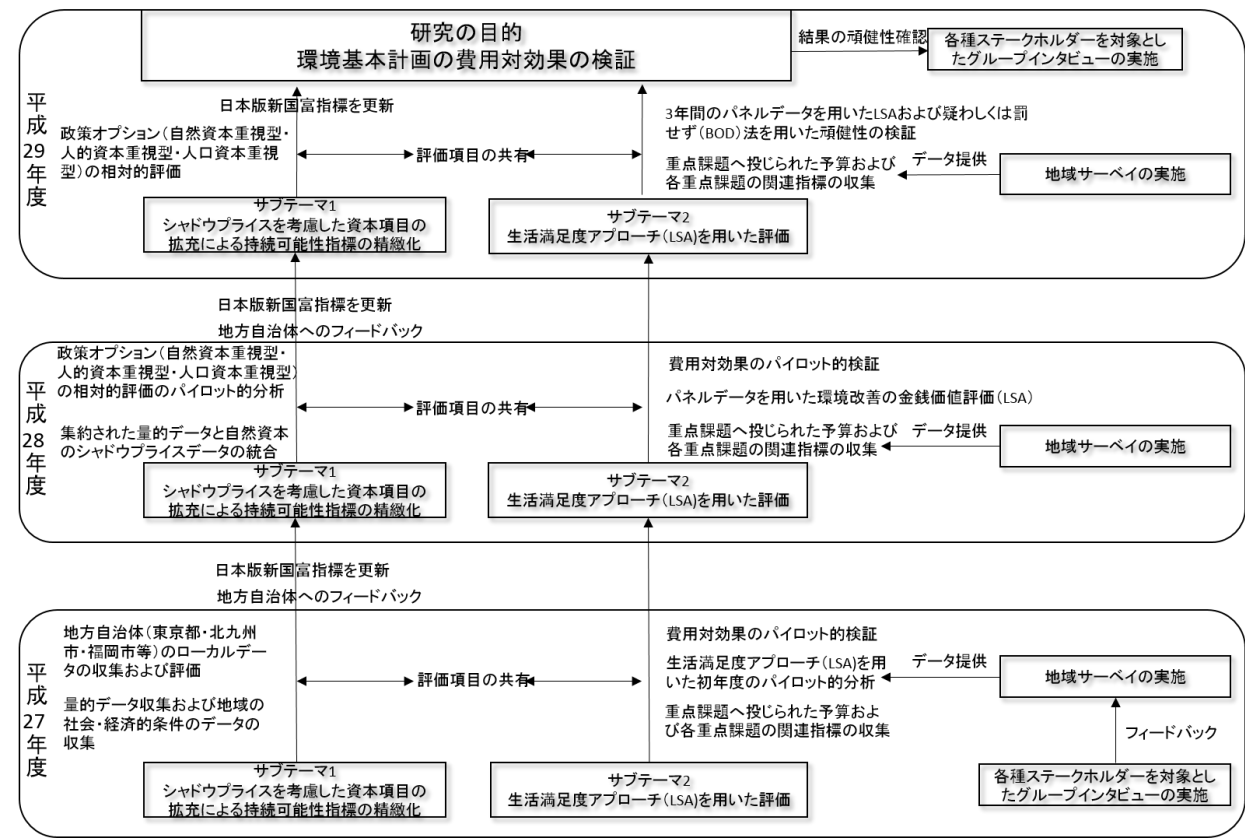 研究の目的
環境基本計画の費用対効果の検証
結果の頑健性確認
各種ステークホルダーを対象とし
たグループインタビューの実施
平成29年度
日本版新国富指標を更新
政策オプション(自然資本重視型・
人的資本重視型・人口資本重視
型)の相対的評価
評価項目の共有
3年間のパネルデータを用いたLSAおよび疑わしくは罰
せず(BOD)法を用いた頑健性の検証
重点課題へ投じられた予算および
各重点課題の関連指標の収集
データ提供
地域サーベイの実施
サブテーマ1
シャドウプライスを考慮した資本項目の
拡充による持続可能性指標の精緻化
サブテーマ2
生活満足度アプローチ(LSA)を用いた評価
日本版新国富指標を更新
地方自治体へのフィードバック
平成28年度
政策オプション(自然資本重視型・
人的資本重視型・人口資本重視型)
の相対的評価のパイロット的分析
集約された量的データと自然資本
のシャドウプライスデータの統合
評価項目の共有
費用対効果のパイロット的検証
パネルデータを用いた環境改善の金銭価値評価(LSA)
重点課題へ投じられた予算および
各重点課題の関連指標の収集
データ提供
地域サーベイの実施
サブテーマ1
シャドウプライスを考慮した資本項目の
拡充による持続可能性指標の精緻化
サブテーマ2
生活満足度アプローチ(LSA)を用いた評価
日本版新国富指標を更新
地方自治体へのフィードバック
平成27年度
地方自治体(東京都・北九州
市・福岡市等)のローカルデー
タの収集および評価
量的データ収集および地域の
社会・経済的条件のデータの
収集
評価項目の共有
費用対効果のパイロット的検証
生活満足度アプローチ(LSA)を用
いた初年度のパイロット的分析
重点課題へ投じられた予算およ
び各重点課題の関連指標の収集
データ提供
地域サーベイの実施
フィードバック
サブテーマ1
シャドウプライスを考慮した資本項目の
拡充による持続可能性指標の精緻化
サブテーマ2
生活満足度アプローチ(LSA)を用いた評価
各種ステークホルダーを対象とし
たグループインタビューの実施